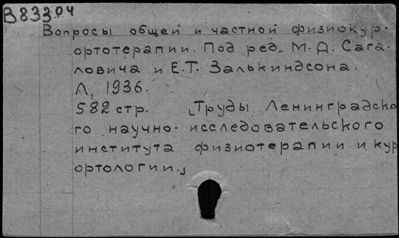 В83394
Вопросы общей и частной физиокур-
ортотерапии. Под ред. М.Д. Сага-
ловича и Е.Т. Залькиндсона.
Л, 1936.
582 стр. „Труды Ленинградско
го научно-исследовательского
института физиотерапии и кур
ортологии.„